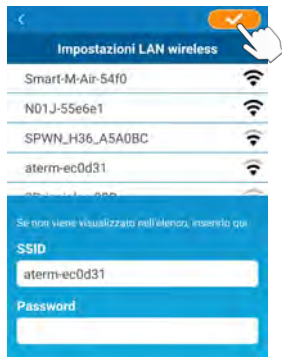 Impostazioni LAN wireless
Smart-M-Air-54f0
N01J-55e6e1
SPWN_H36_A5A0BC
aterm-ec0d31
Se non viene visualizzato nell'elenco, inserirlo qui
SSID
aterm-ec0d31
Password